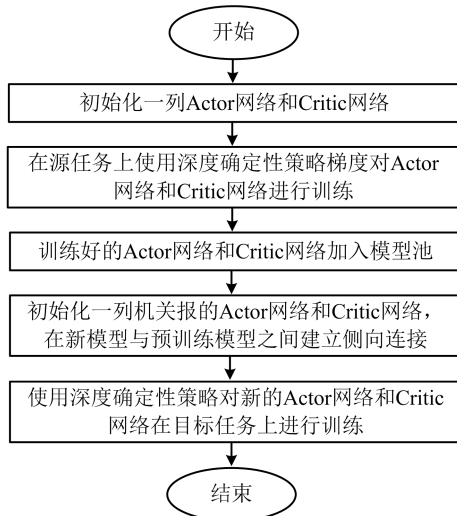 开始
初始化一列Actor网络和Critic网络
在源任务上使用深度确定性策略梯度对Actor
网络和Critic网络进行训练
训练好的Actor网络和Critic网络加入模型池
初始化一列机关报的Actor网络和Critic网络,
在新模型与预训练模型之间建立侧向连接
使用深度确定性策略对新的Actor网络和Critic
网络在目标任务上进行训练
结束